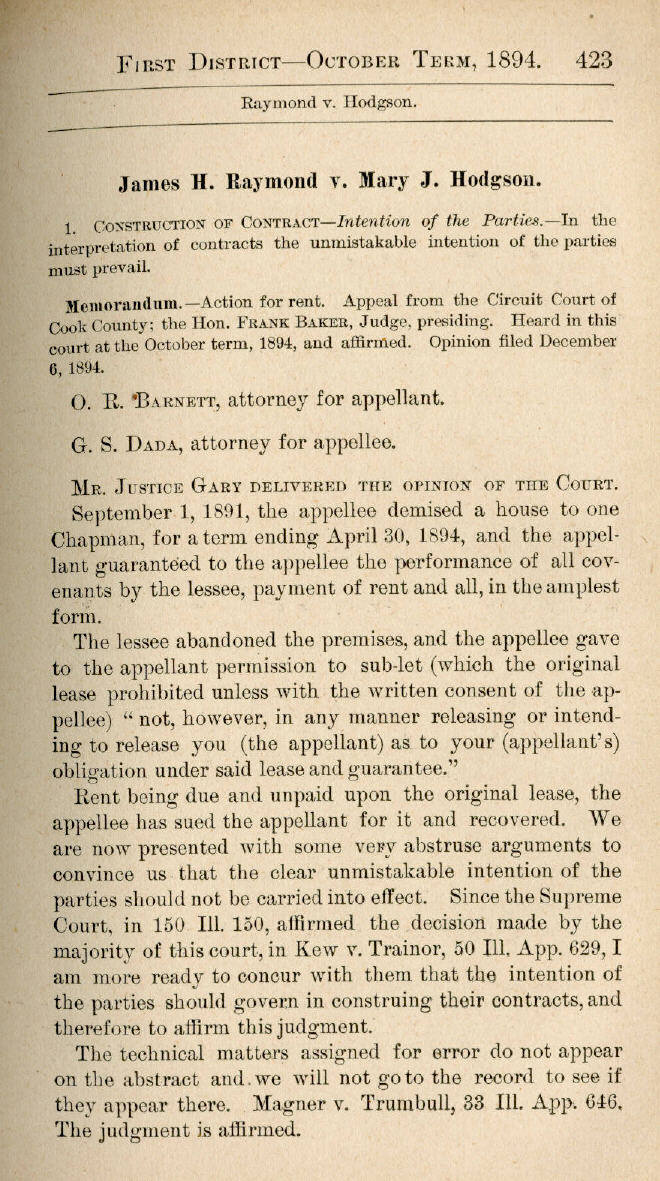 First District—October Term, 1894. 423
Raymond v. Hodgson.
James H. Raymond v. Mary J. Hodgson.
1. Construction of Contract—Intention of the Parties.—In the
interpretation of contracts the unmistakable intention of the parties
must prevail.
Memorandum.—Action for rent. Appeal from the Circuit Court of
Cook County; the Hon. Frank Baker, Judge, presiding. Heard in this
court at the October term, 1894, and affirmed. Opinion filed December
6, 1894.
O. R. Barnett, attorney for appellant.
G. S. Dada, attorney for appellee.
Mr. Justice Gary delivered the opinion of the Court.
September 1, 1891, the appellee demised a house to one
Chapman, for a term ending April 30, 1894, and the appel-
lant guaranteed to the appellee the performance of all cov-
enants by the lessee, payment of rent and all, in the amplest
form.
The lessee abandoned the premises, and the appellee gave
to the appellant permission to sub-let (which the original
lease prohibited unless with the written consent of the ap-
pellee) “ not, however, in any manner releasing or intend-
ing to release you (the appellant) as to your (appellant’s)
obligation under said lease and guarantee.”
Rent being due and unpaid upon the original lease, the
appellee has sued the appellant for it and recovered. We
are now presented with some very abstruse arguments to
convince us that the clear unmistakable intention of the
parties should not be carried into effect. Since the Supreme
Court, in 150 Ill. 150, affirmed the decision made by the
majority of this court, in Kew v. Trainor, 50 Ill. App. 629, I
am more ready to concur with them that the intention of
the parties should govern in construing their contracts, and
therefore to affirm this judgment.
The technical matters assigned for error do not appear
on the abstract and we will not go to the record to see if
they appear there. Magner v. Trumbull, 33 Ill. App. 646.
The judgment is affirmed.